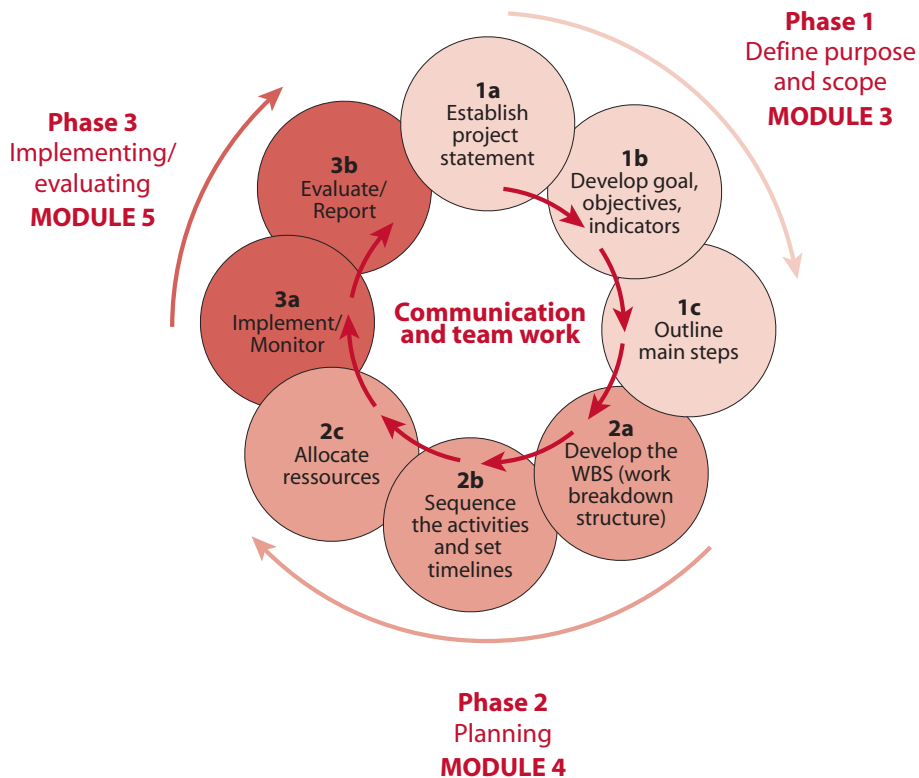 Phase 1
Define purpose
and scope
MODULE 3
1a
Establish
project
statement
1b
Develop goal,
objectives,
indicators
1c
Outline
main steps
Phase 2
Planning
MODULE 4
2a
Develop the
WBS (work
breakdown
structure)
2b
Sequence
the activities
and set
timelines
2c
Allocate
ressources
Phase 3
Implementing/
evaluating
MODULE 5
3a
Implement/
Monitor
3b
Evaluate/
Report
Communication
and team work